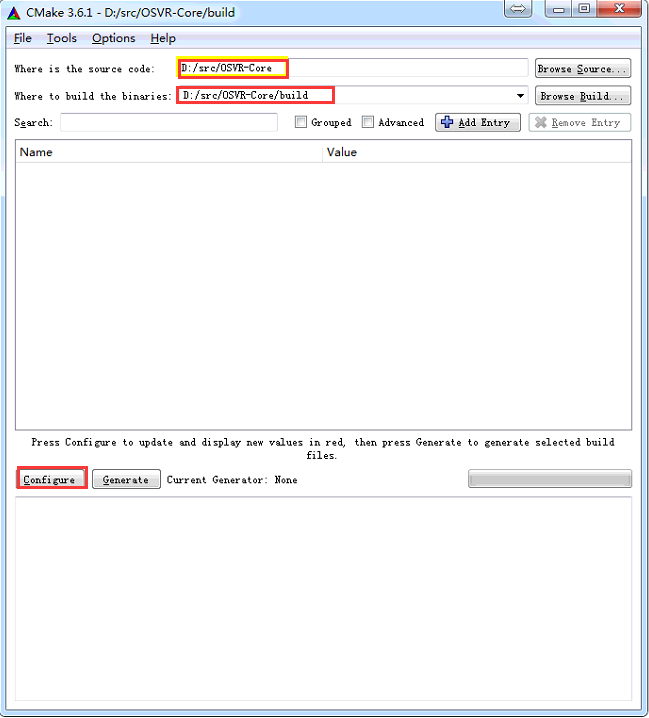 CMake 3.6.1 - D:/src/OSVR-Core/build
File Tools Options Help
Where is the source code: D:/src/OSVR-Core Browse Source...
Where to build the binaries: D:/src/OSVR-Core/build Browse Build...
Search: Grouped Advanced Add Entry Remove Entry
Name Value
Press Configure to update and display new values in red, then press Generate to generate selected build
files.
Configure Generate Current Generator: None